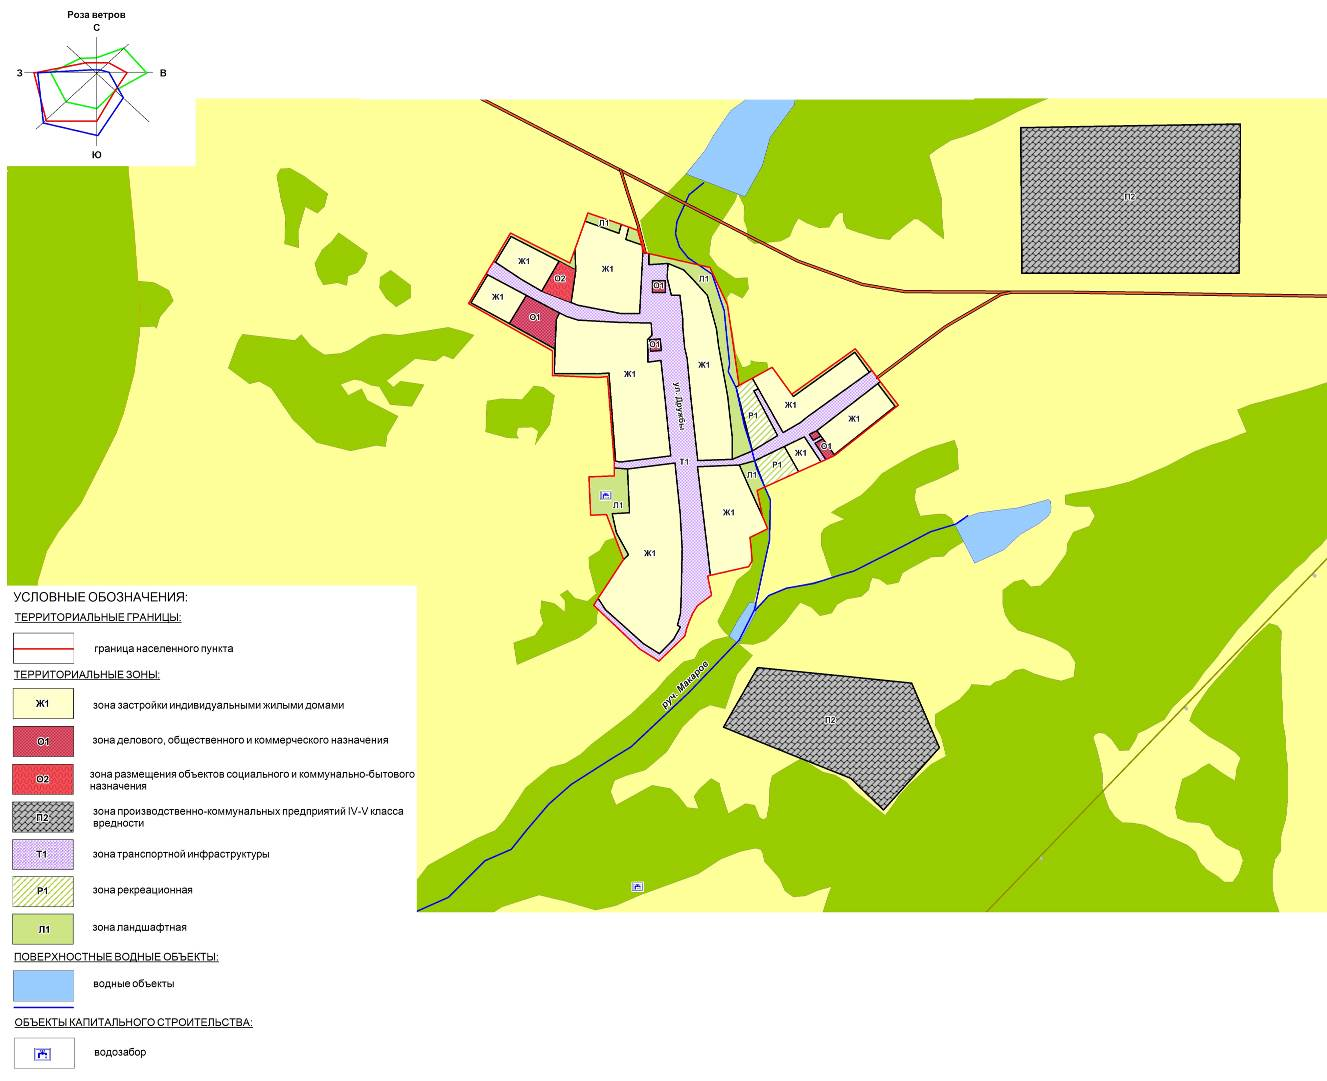 Роза ветров
С
З
В
Ю
П2
Л1
Ж1
О2
Ж1
Л1
О1
Ж1
О1
О1
Ж1
Ж1
ул. Дружбы
Ж1
Р1
Ж1
О1
Т1
Ж1
Р1
Л1
Л1
Ж1
Ж1
руч. Макаров
П2
УСЛОВНЫЕ ОБОЗНАЧЕНИЯ:
ТЕРРИТОРИАЛЬНЫЕ ГРАНИЦЫ:
граница населенного пункта
ТЕРРИТОРИАЛЬНЫЕ ЗОНЫ:
Ж1 зона застройки индивидуальными жилыми домами
О1 зона делового, общественного и коммерческого назначения
О2 зона размещения объектов социального и коммунально-бытового
назначения
П2 зона производственно-коммунальных предприятий IV-V класса
вредности
Т1 зона транспортной инфраструктуры
Р1 зона рекреационная
Л1 зона ландшафтная
ПОВЕРХНОСТНЫЕ ВОДНЫЕ ОБЪЕКТЫ:
водные объекты
ОБЪЕКТЫ КАПИТАЛЬНОГО СТРОИТЕЛЬСТВА:
водозабор